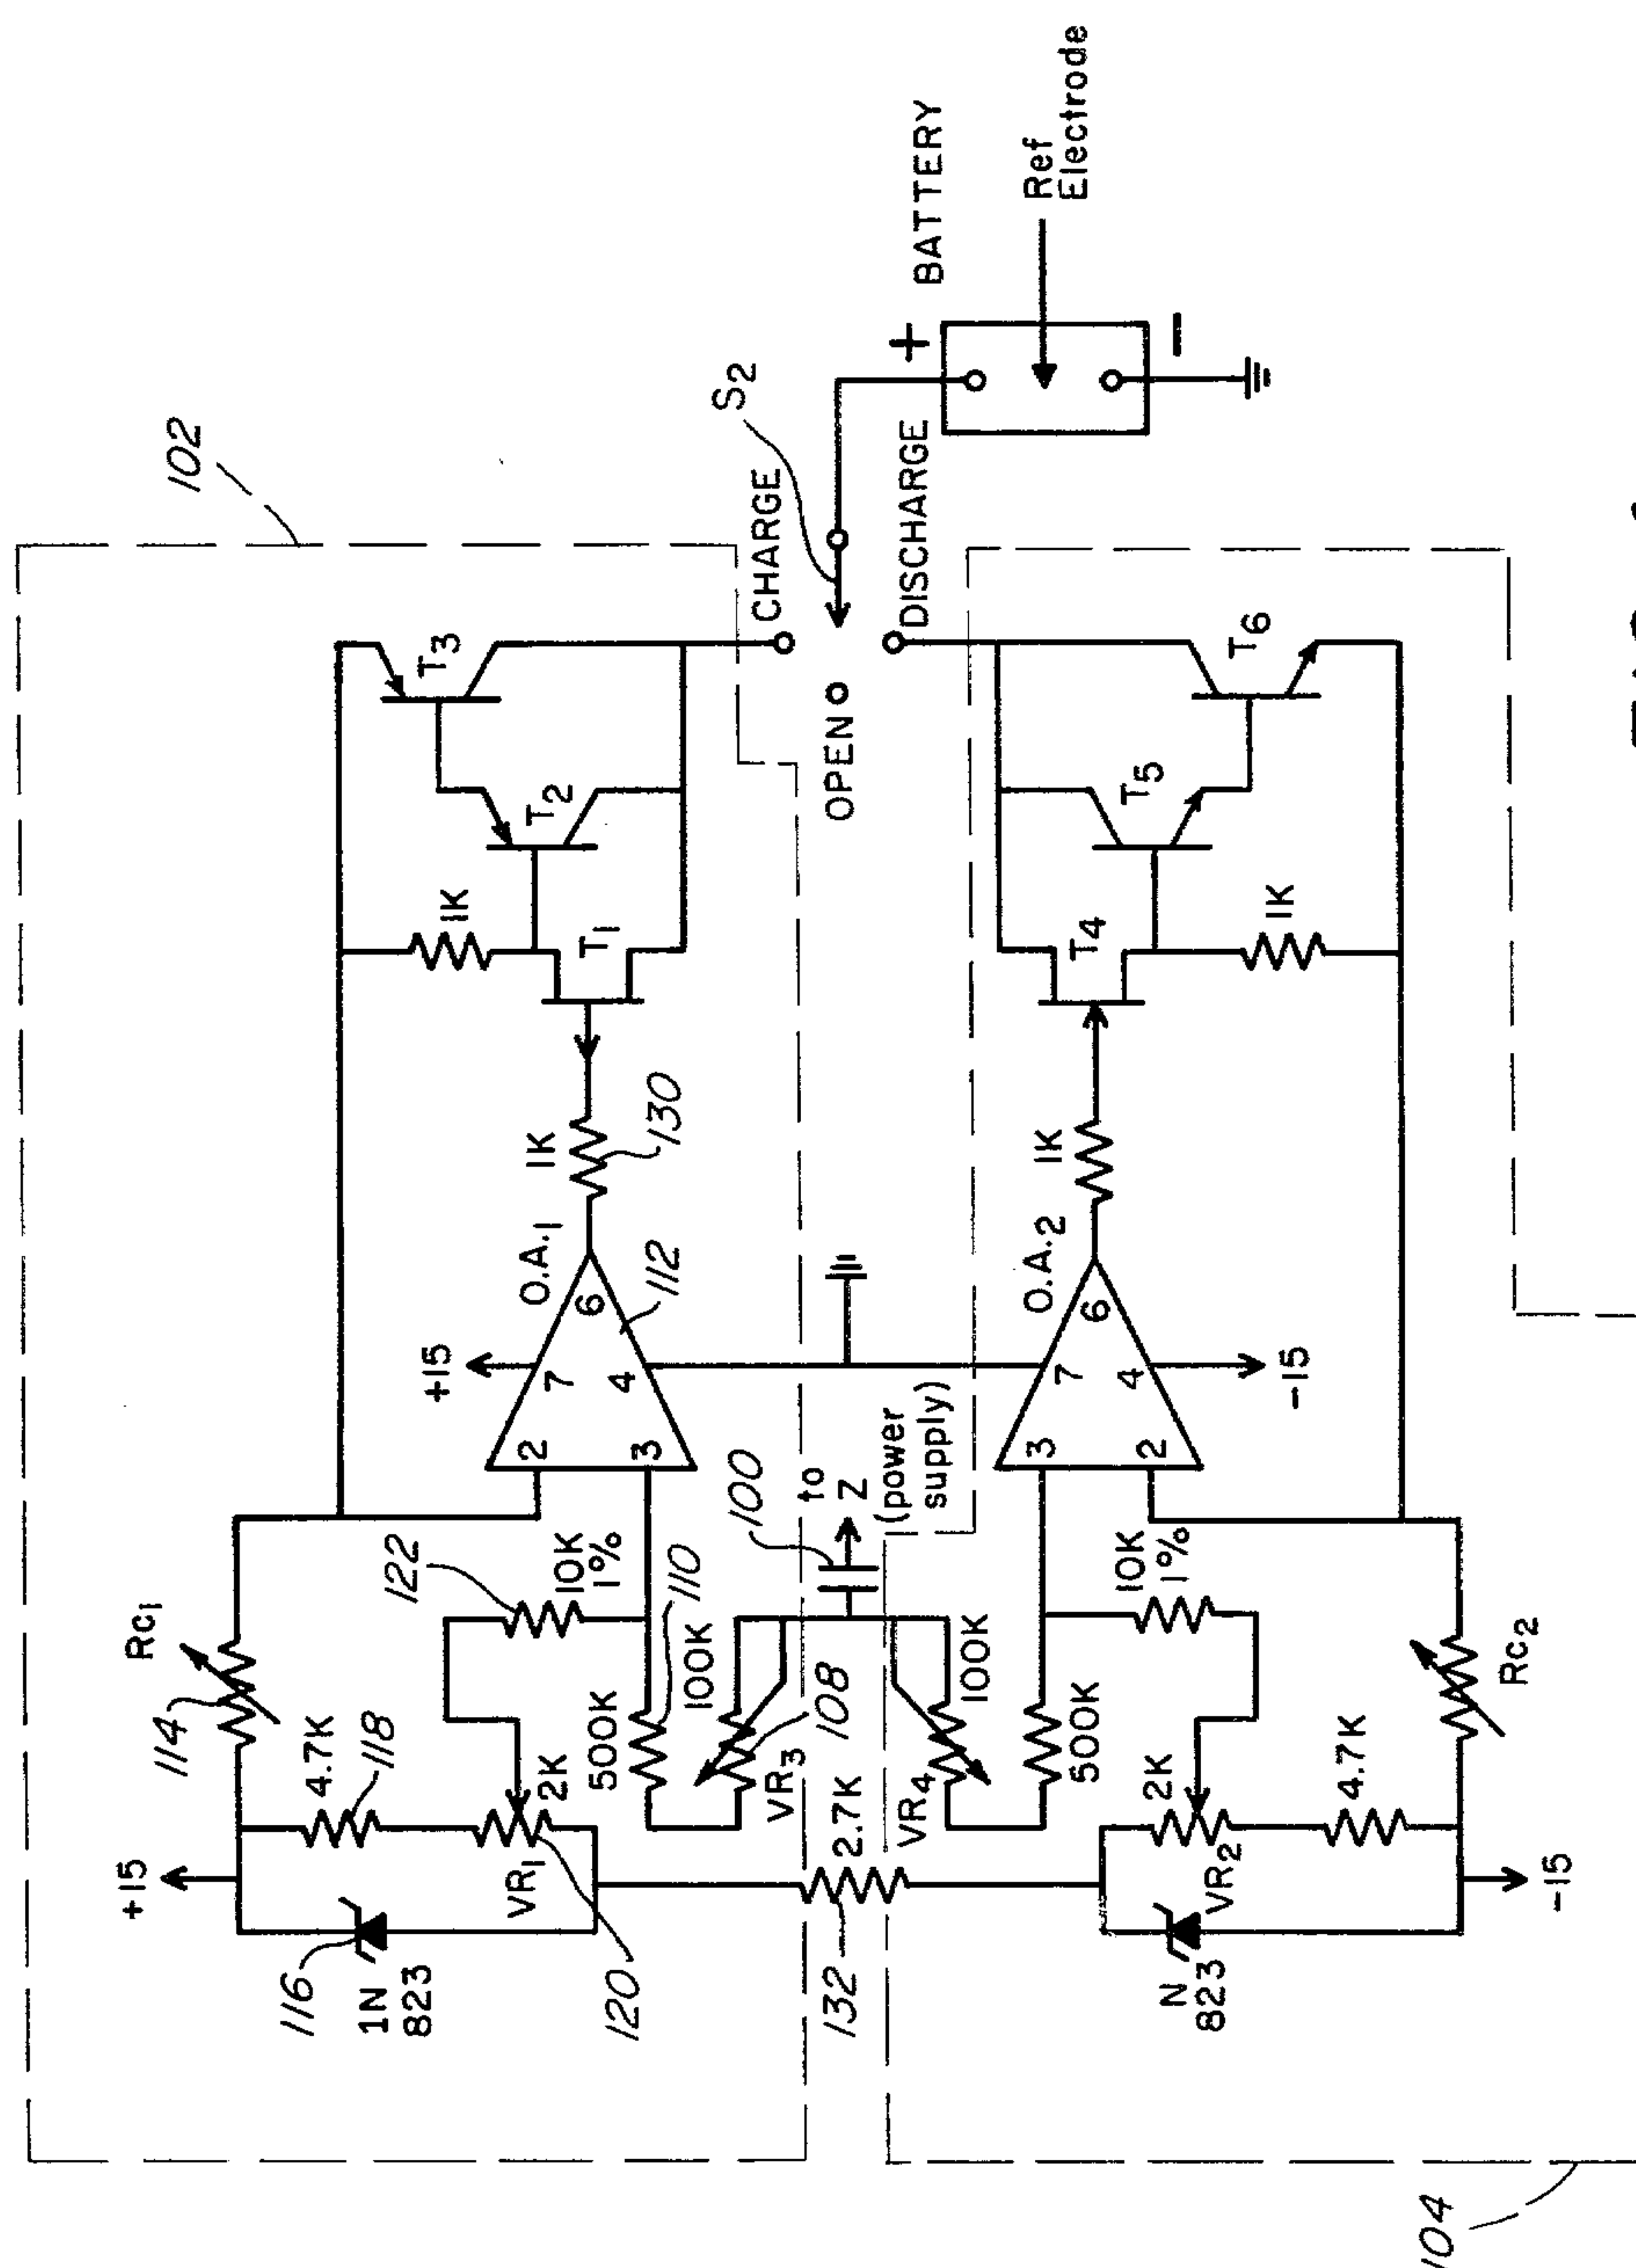 102
+15
114
Rc1
116
1N
823
4.7K
118
122
VR1
2K
120
10K
1%
500K
110
100K
VR3
108
+15
2
7
6
3
4
O.A.1
112
1K
130
1K
T1
T2
T3
CHARGE
S2
OPEN
DISCHARGE
+
BATTERY
Ref
Electrode
−
100
to
Z
(power
supply)
132
2.7K
VR4
100K
500K
10K
1%
3
7
6
2
4
O.A.2
-15
1K
T4
1K
T5
T6
N
823
VR2
2K
4.7K
Rc2
-15
104